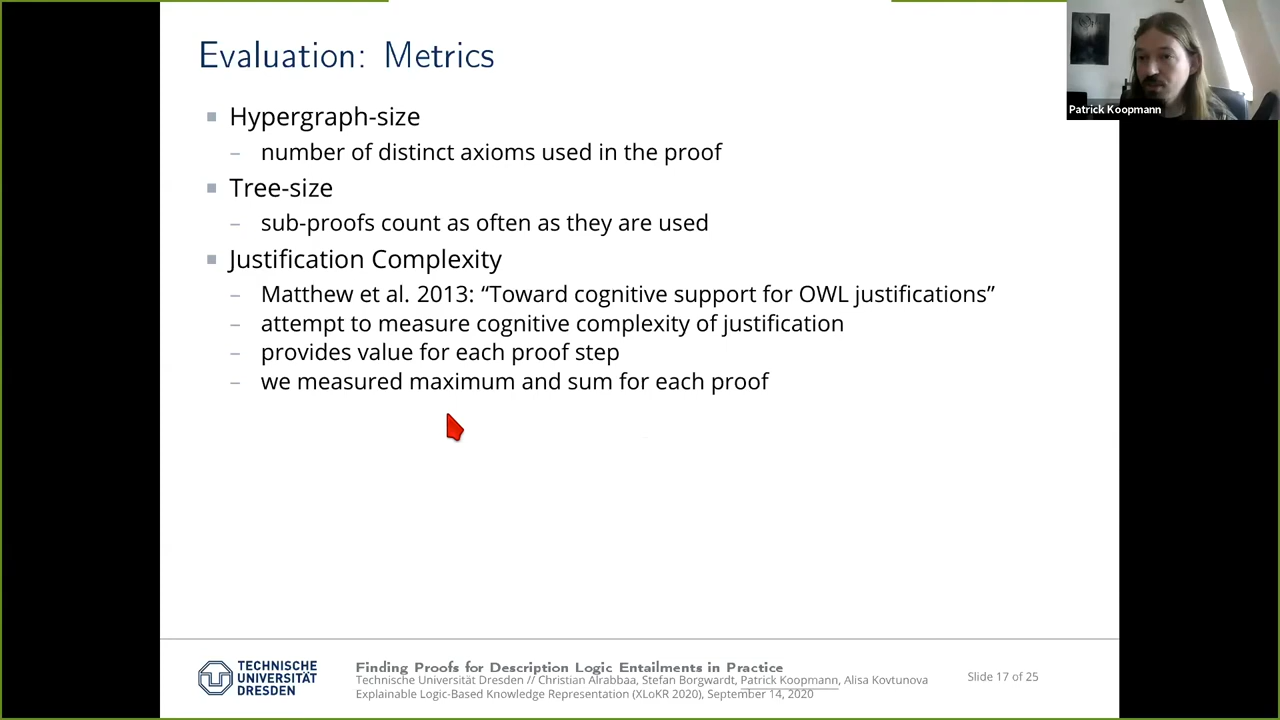 Evaluation: Metrics
Patrick Koopmann
Hypergraph-size
– number of distinct axioms used in the proof
Tree-size
– sub-proofs count as often as they are used
Justification Complexity
– Matthew et al. 2013: “Toward cognitive support for OWL justifications”
– attempt to measure cognitive complexity of justification
– provides value for each proof step
– we measured maximum and sum for each proof
TECHNISCHE
UNIVERSITÄT
DRESDEN
Finding Proofs for Description Logic Entailments in Practice
Technische Universität Dresden // Christian Alrabbaa, Stefan Borgwardt, Patrick Koopmann, Alisa Kovtunova
Explainable Logic-Based Knowledge Representation (XLoKR 2020), September 14, 2020
Slide 17 of 25